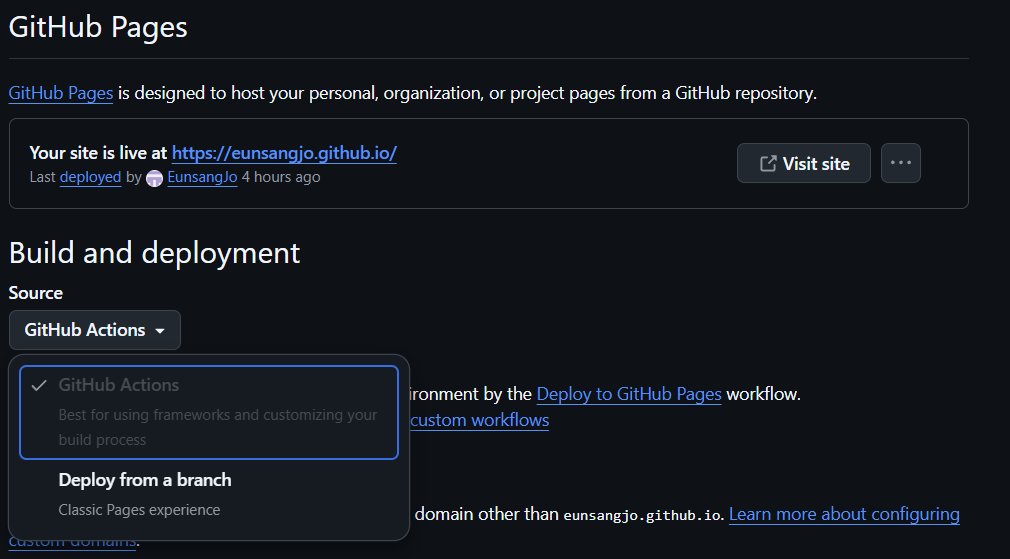 GitHub Pages
GitHub Pages is designed to host your personal, organization, or project pages from a GitHub repository.
Your site is live at https://eunsangjo.github.io/
Last deployed by EunsangJo 4 hours ago
Visit site
Build and deployment
Source
GitHub Actions
GitHub Actions
Best for using frameworks and customizing your
build process
ironment by the Deploy to GitHub Pages workflow.
custom workflows
Deploy from a branch
Classic Pages experience
domain other than eunsangjo.github.io. Learn more about configuring
custom domains.